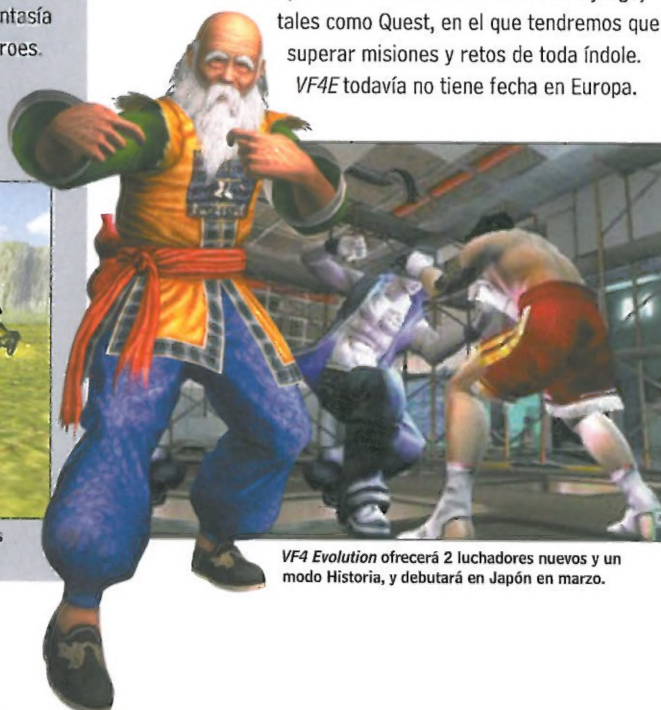 ntasía
roes.
tales como Quest, en el que tendremos que
superar misiones y retos de toda índole.
VF4E todavía no tiene fecha en Europa.
s
VF4 Evolution ofrecerá 2 luchadores nuevos y un
modo Historia, y debutará en Japón en marzo.